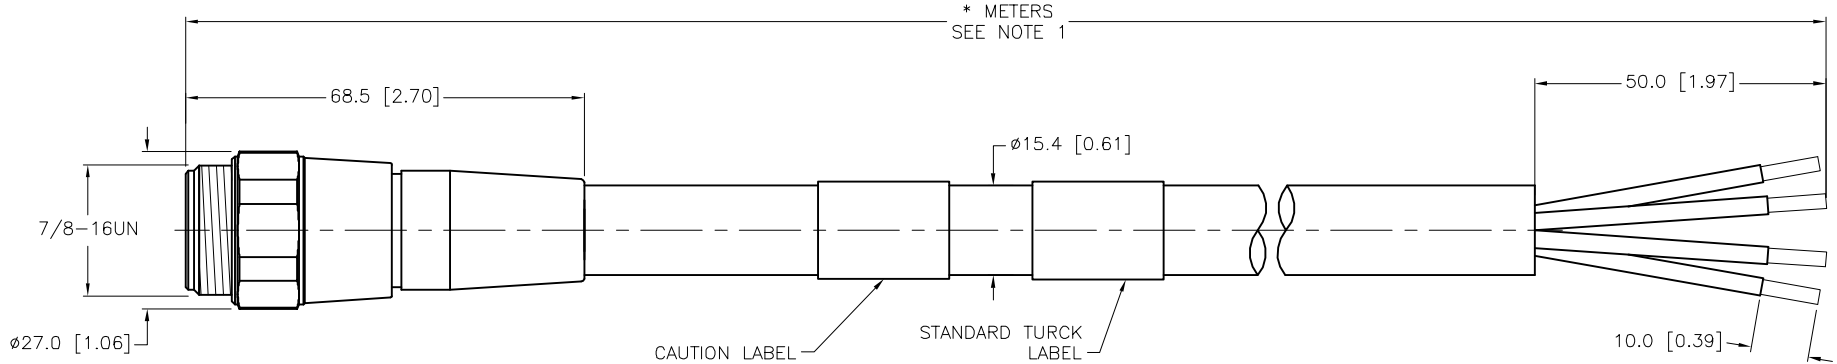 * METERS
SEE NOTE 1
68.5 [2.70]
50.0 [1.97]
ø15.4 [0.61]
7/8-16UN
ø27.0 [1.06]
CAUTION LABEL
STANDARD TURCK
LABEL
10.0 [0.39]